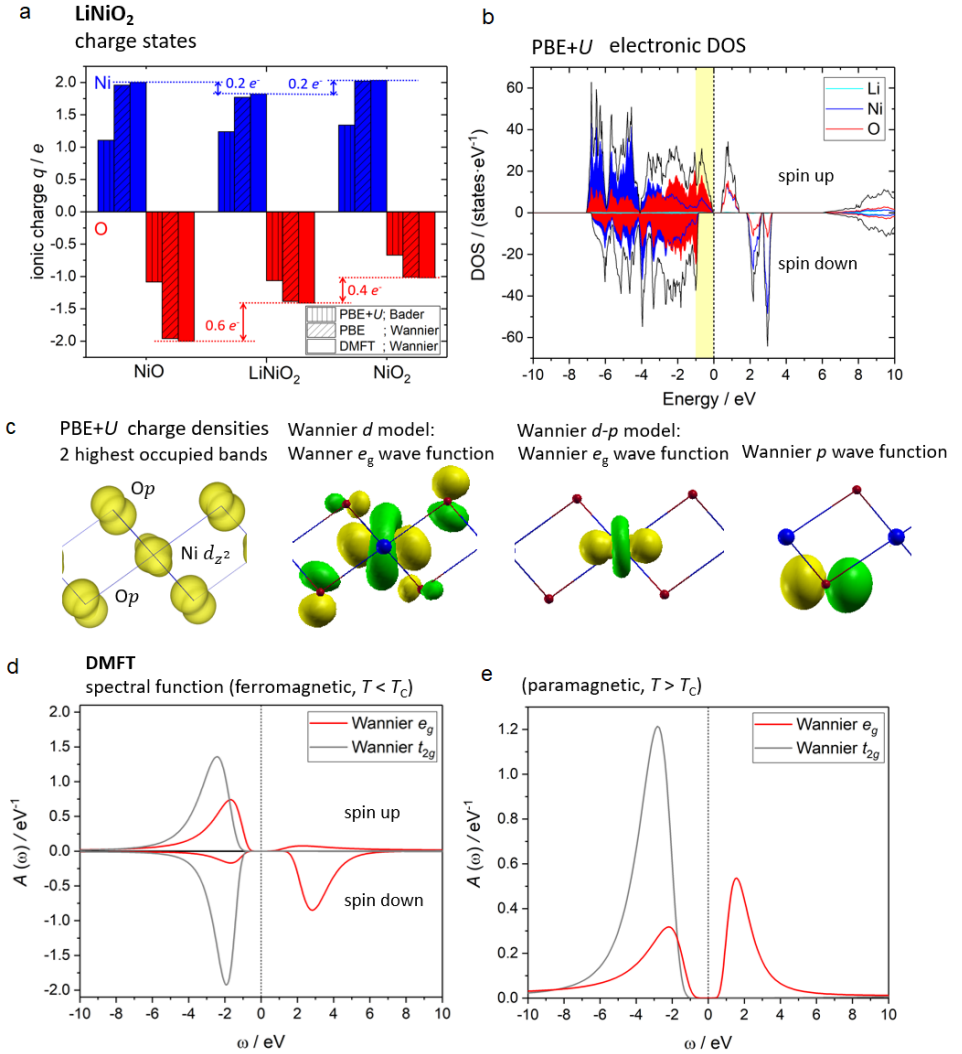 a
LiNiO2
charge states
Ni
0.2 e-
0.2 e-
2.0
1.5
1.0
0.5
0.0
-0.5
-1.0
-1.5
-2.0
ionic charge q / e
O
0.6 e-
0.4 e-
PBE+U; Bader
PBE ; Wannier
DMFT ; Wannier
NiO
LiNiO2
NiO2
b
PBE+U electronic DOS
Li
Ni
O
60
40
20
0
-20
-40
-60
DOS / (states·eV-1)
spin up
spin down
-12 -10 -8 -6 -4 -2 0 2 4 6 8 10
Energy / eV
c
PBE+U charge densities
2 highest occupied bands
Op
Ni dz2
Op
Wannier d model:
Wanner eg wave function
Wannier d-p model:
Wannier eg wave function
Wannier p wave function
d
DMFT
spectral function (ferromagnetic, T < TC)
Wannier eg
Wannier t2g
2.0
1.5
1.0
0.5
0.0
-0.5
-1.0
-1.5
-2.0
A (ω) / eV-1
spin up
spin down
-10 -8 -6 -4 -2 0 2 4 6 8 10
ω / eV
e
(paramagnetic, T > TC)
Wannier eg
Wannier t2g
1.2
1.0
0.8
0.6
0.4
0.2
0.0
A (ω) / eV-1
-10 -8 -6 -4 -2 0 2 4 6 8 10
ω / eV